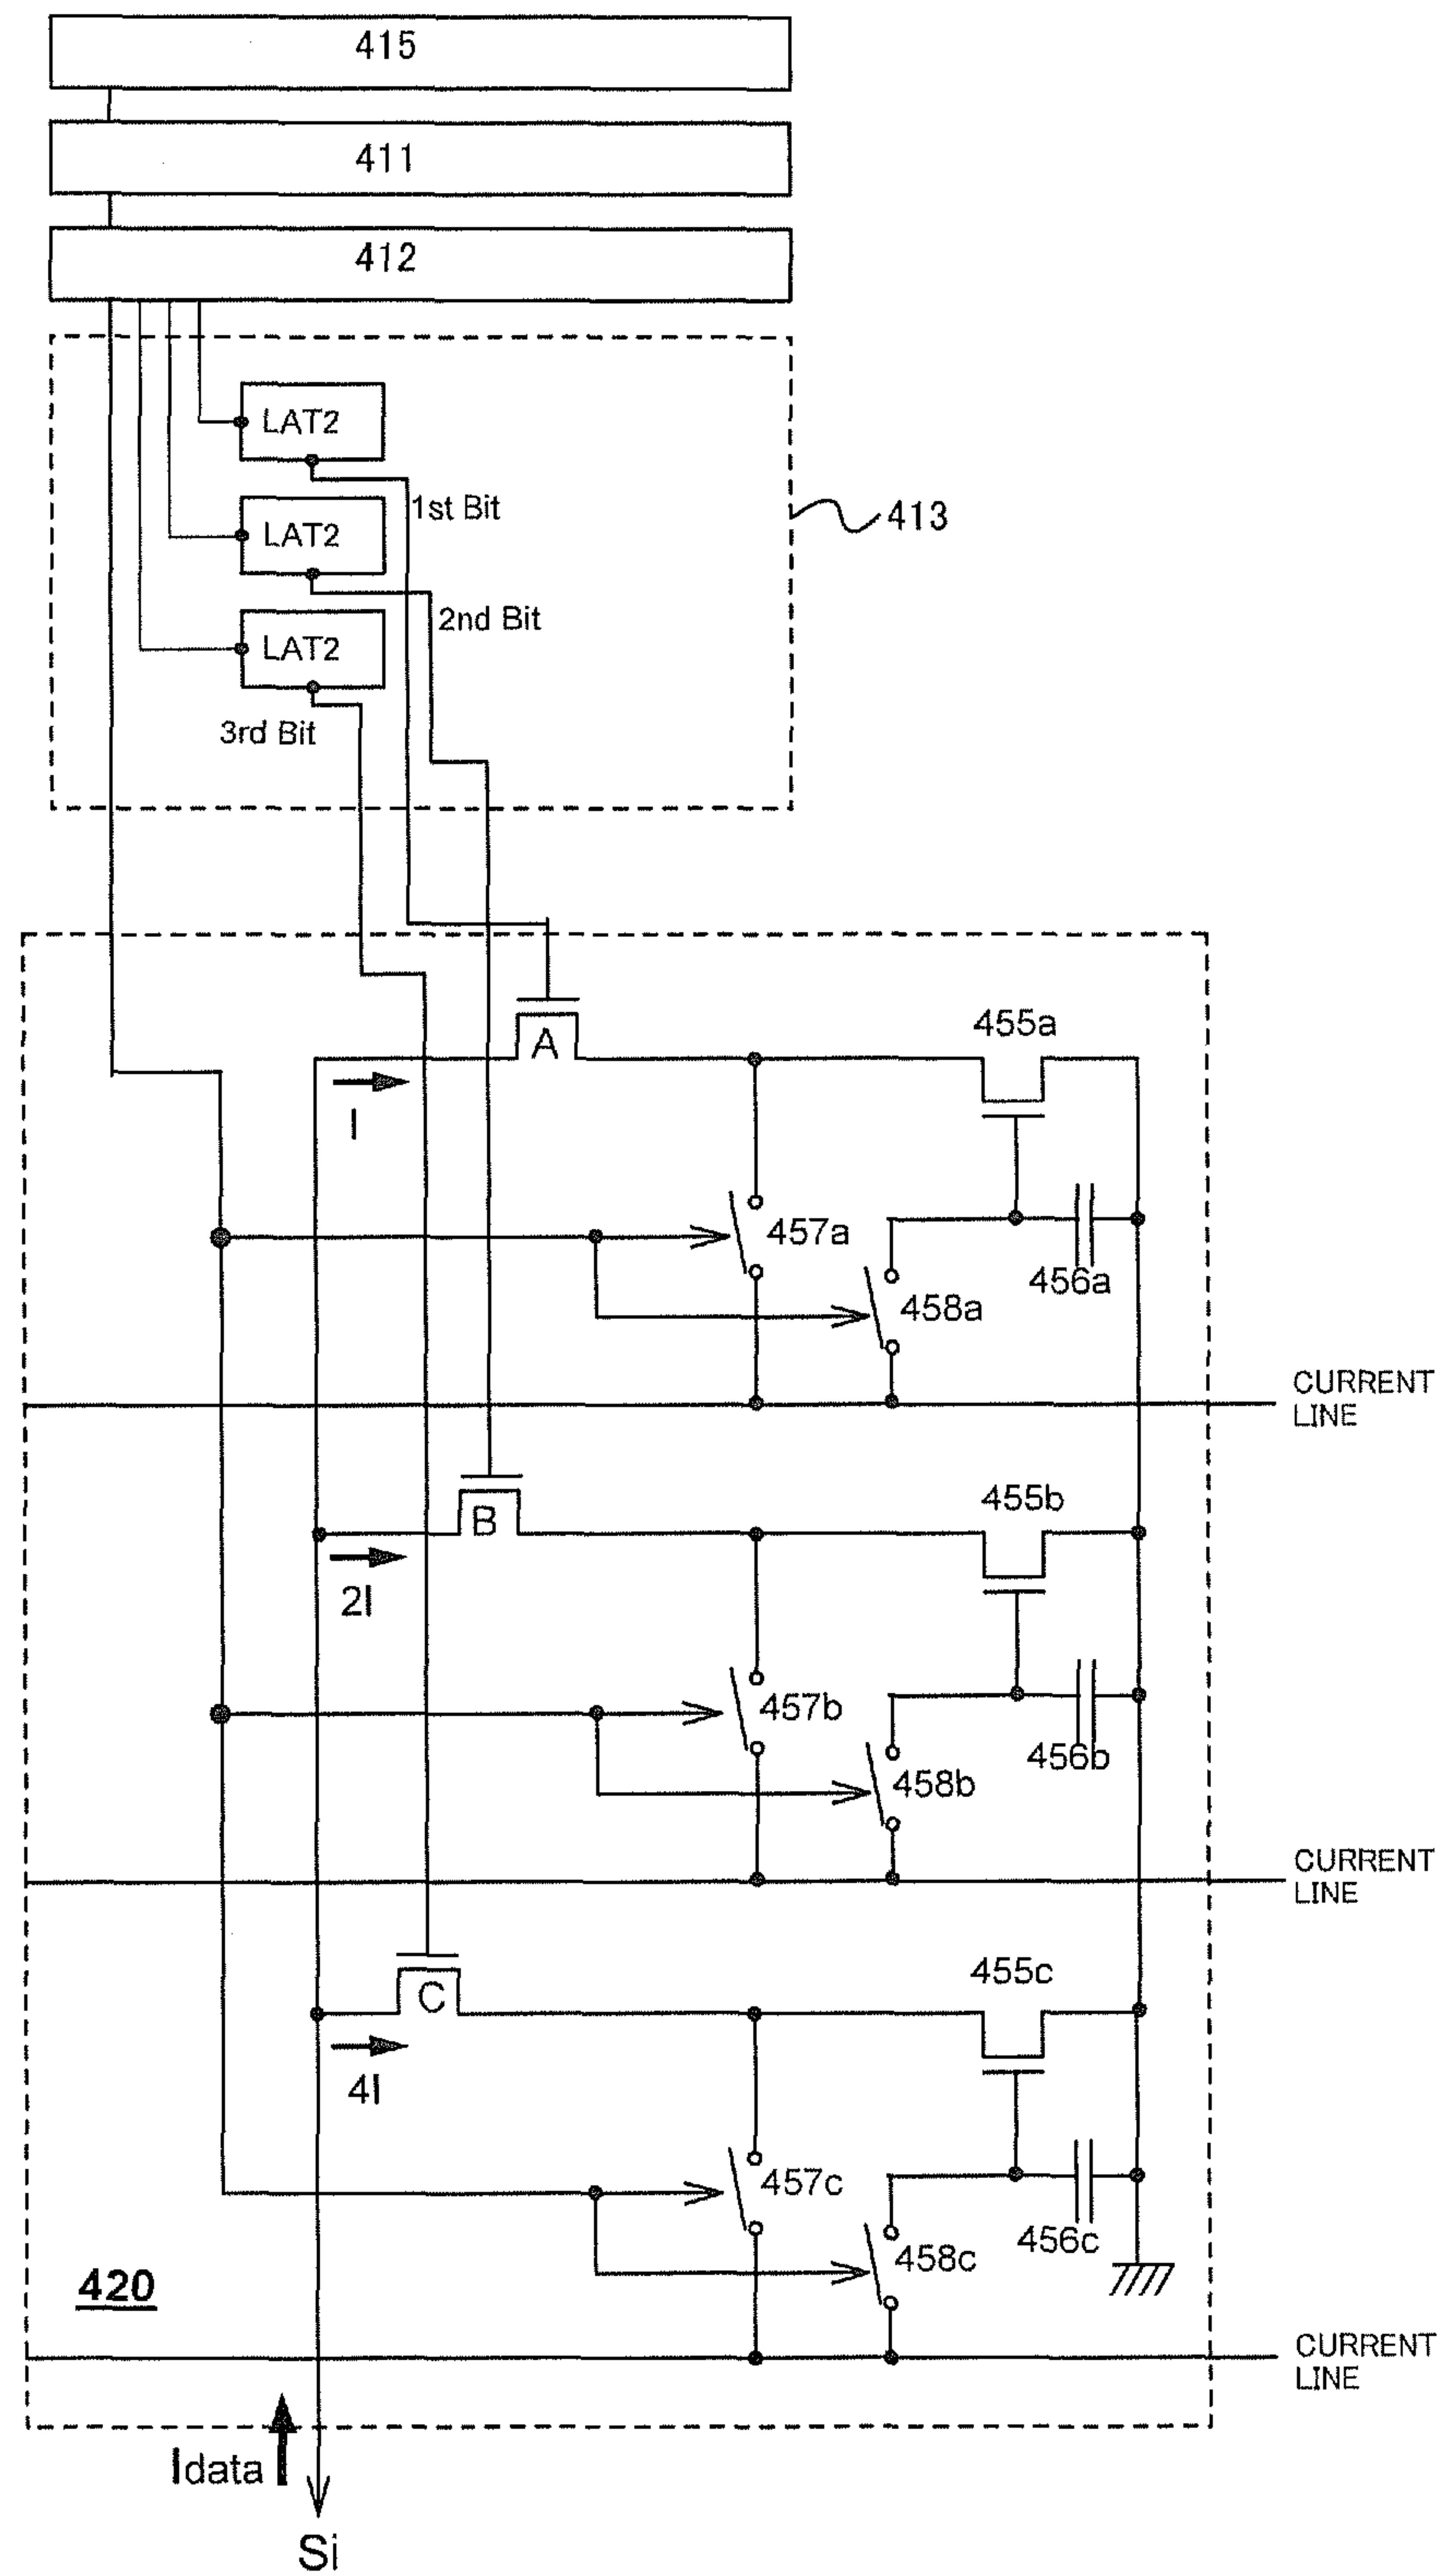 415
411
412
LAT2
1st Bit
LAT2
413
2nd Bit
LAT2
3rd Bit
A
455a
I
457a
456a
458a
CURRENT
LINE
B
455b
2I
457b
456b
458b
CURRENT
LINE
C
455c
4I
457c
456c
458c
420
CURRENT
LINE
Idata
Si